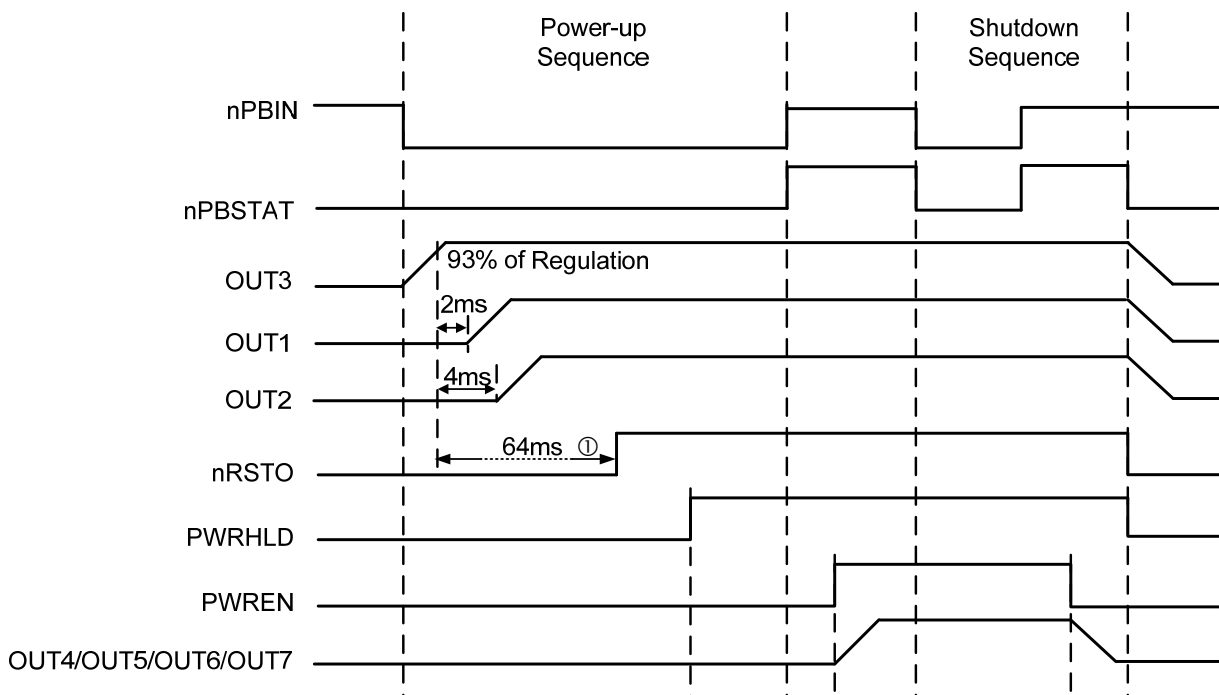 Power-up
Sequence
Shutdown
Sequence
nPBIN
nPBSTAT
93% of Regulation
OUT3
2ms
OUT1
4ms
OUT2
64ms ①
nRSTO
PWRHLD
PWREN
OUT4/OUT5/OUT6/OUT7